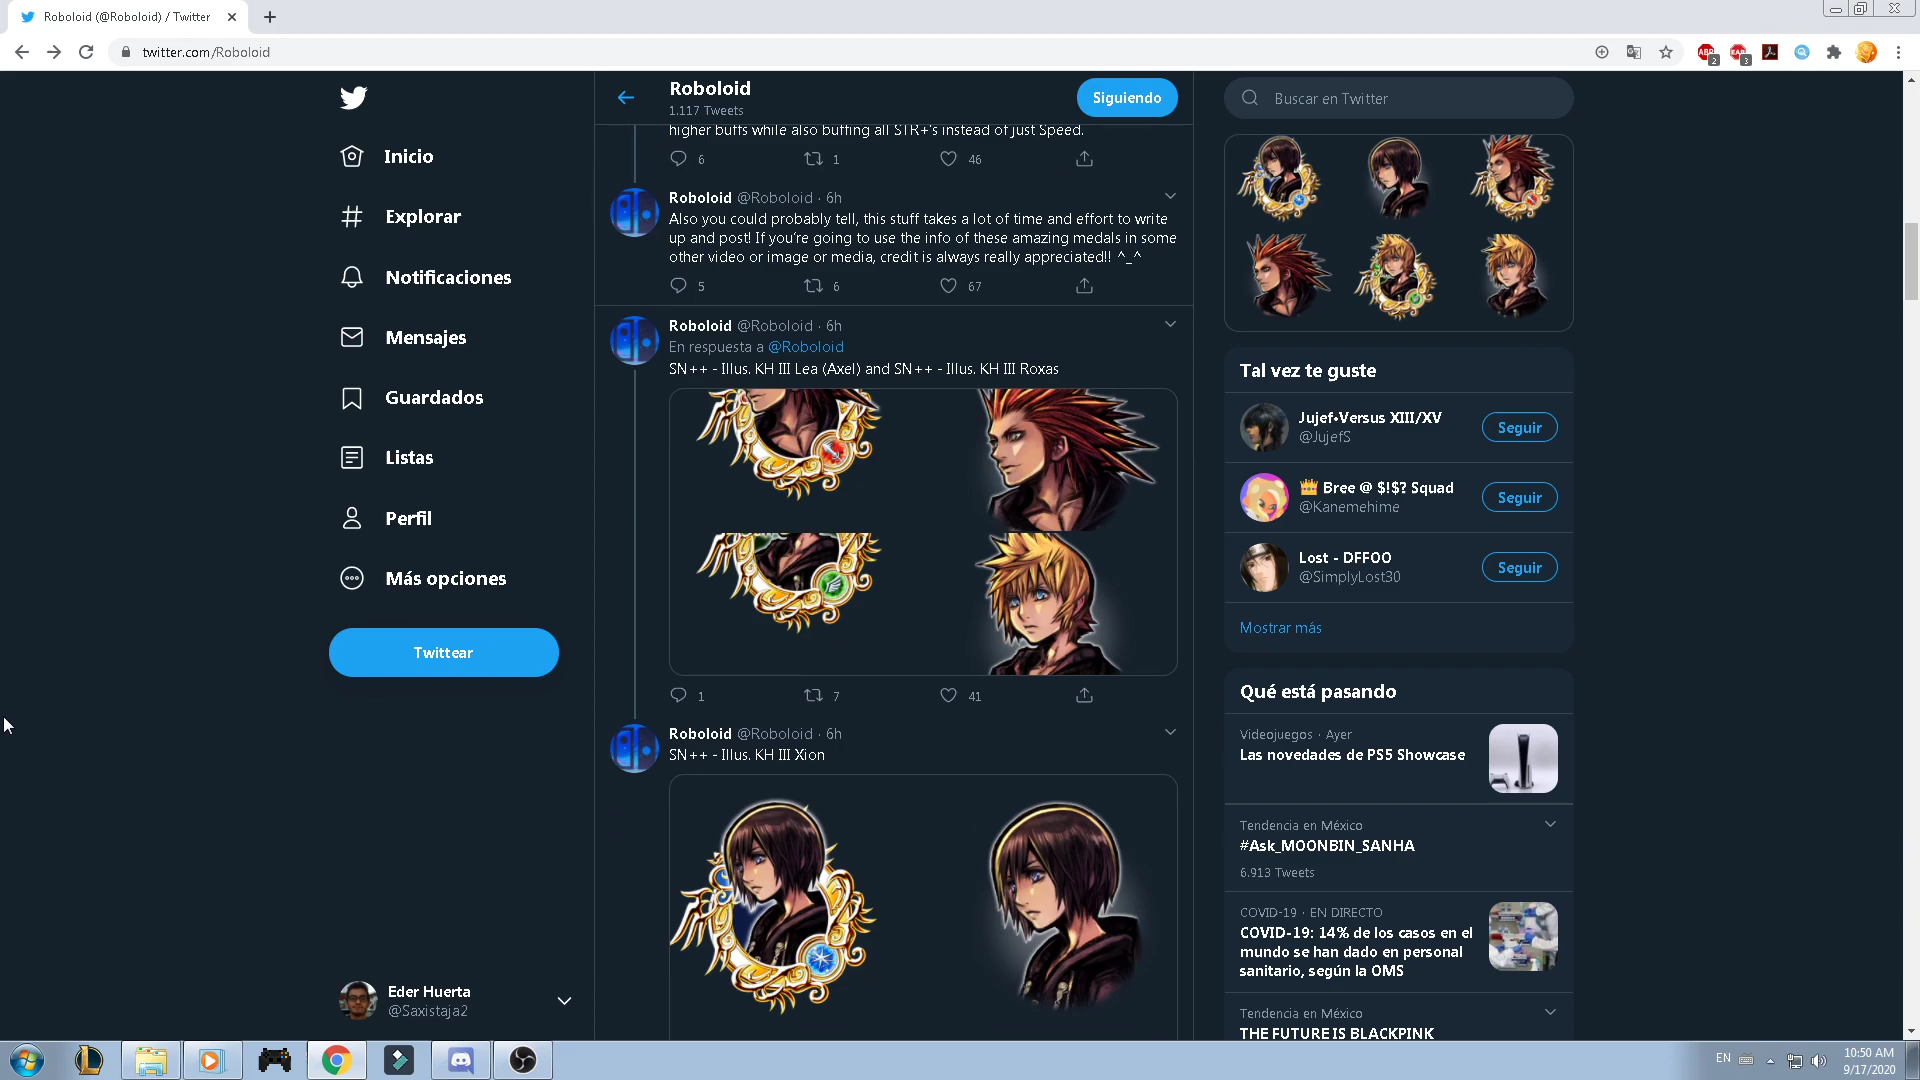 Roboloid (@Roboloid) / Twitter
twitter.com/Roboloid
2
3
Inicio
Explorar
Notificaciones
Mensajes
Guardados
Listas
Perfil
Más opciones
Twittear
Eder Huerta
@Saxistaja2
Roboloid
1.117 Tweets
Siguiendo
higher buffs while also buffing all STR+'s instead of just Speed.
6 1 46
Roboloid @Roboloid · 6h
Also you could probably tell, this stuff takes a lot of time and effort to write
up and post! If you're going to use the info of these amazing medals in some
other video or image or media, credit is always really appreciated!! ^_^
5 6 67
Roboloid @Roboloid · 6h
En respuesta a @Roboloid
SN++ - Illus. KH III Lea (Axel) and SN++ - Illus. KH III Roxas
1 7 41
Roboloid @Roboloid · 6h
SN++ - Illus. KH III Xion
Buscar en Twitter
Tal vez te guste
Jujef•Versus XIII/XV
@JujefS
Seguir
👑 Bree @ $!$? Squad
@Kanemehime
Seguir
Lost - DFFOO
@SimplyLost30
Seguir
Mostrar más
Qué está pasando
Videojuegos · Ayer
Las novedades de PS5 Showcase
Tendencia en México
#Ask_MOONBIN_SANHA
6.913 Tweets
COVID-19 · EN DIRECTO
COVID-19: 14% de los casos en el
mundo se han dado en personal
sanitario, según la OMS
Tendencia en México
THE FUTURE IS BLACKPINK
EN
10:50 AM
9/17/2020